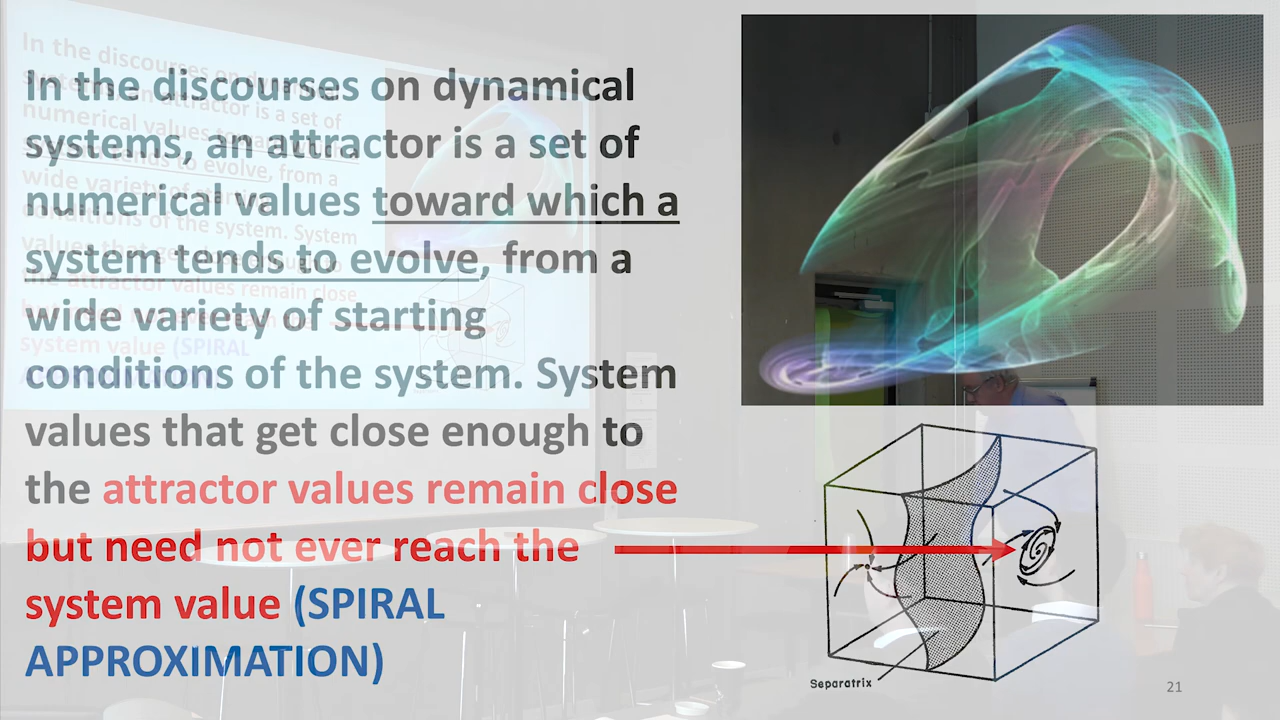 In the discourses on dynamical
systems, an attractor is a set of
numerical values toward which a
system tends to evolve, from a
wide variety of starting
conditions of the system. System
values that get close enough to
the attractor values remain close
but need not ever reach the
system value (SPIRAL
APPROXIMATION)
Separatrix
21